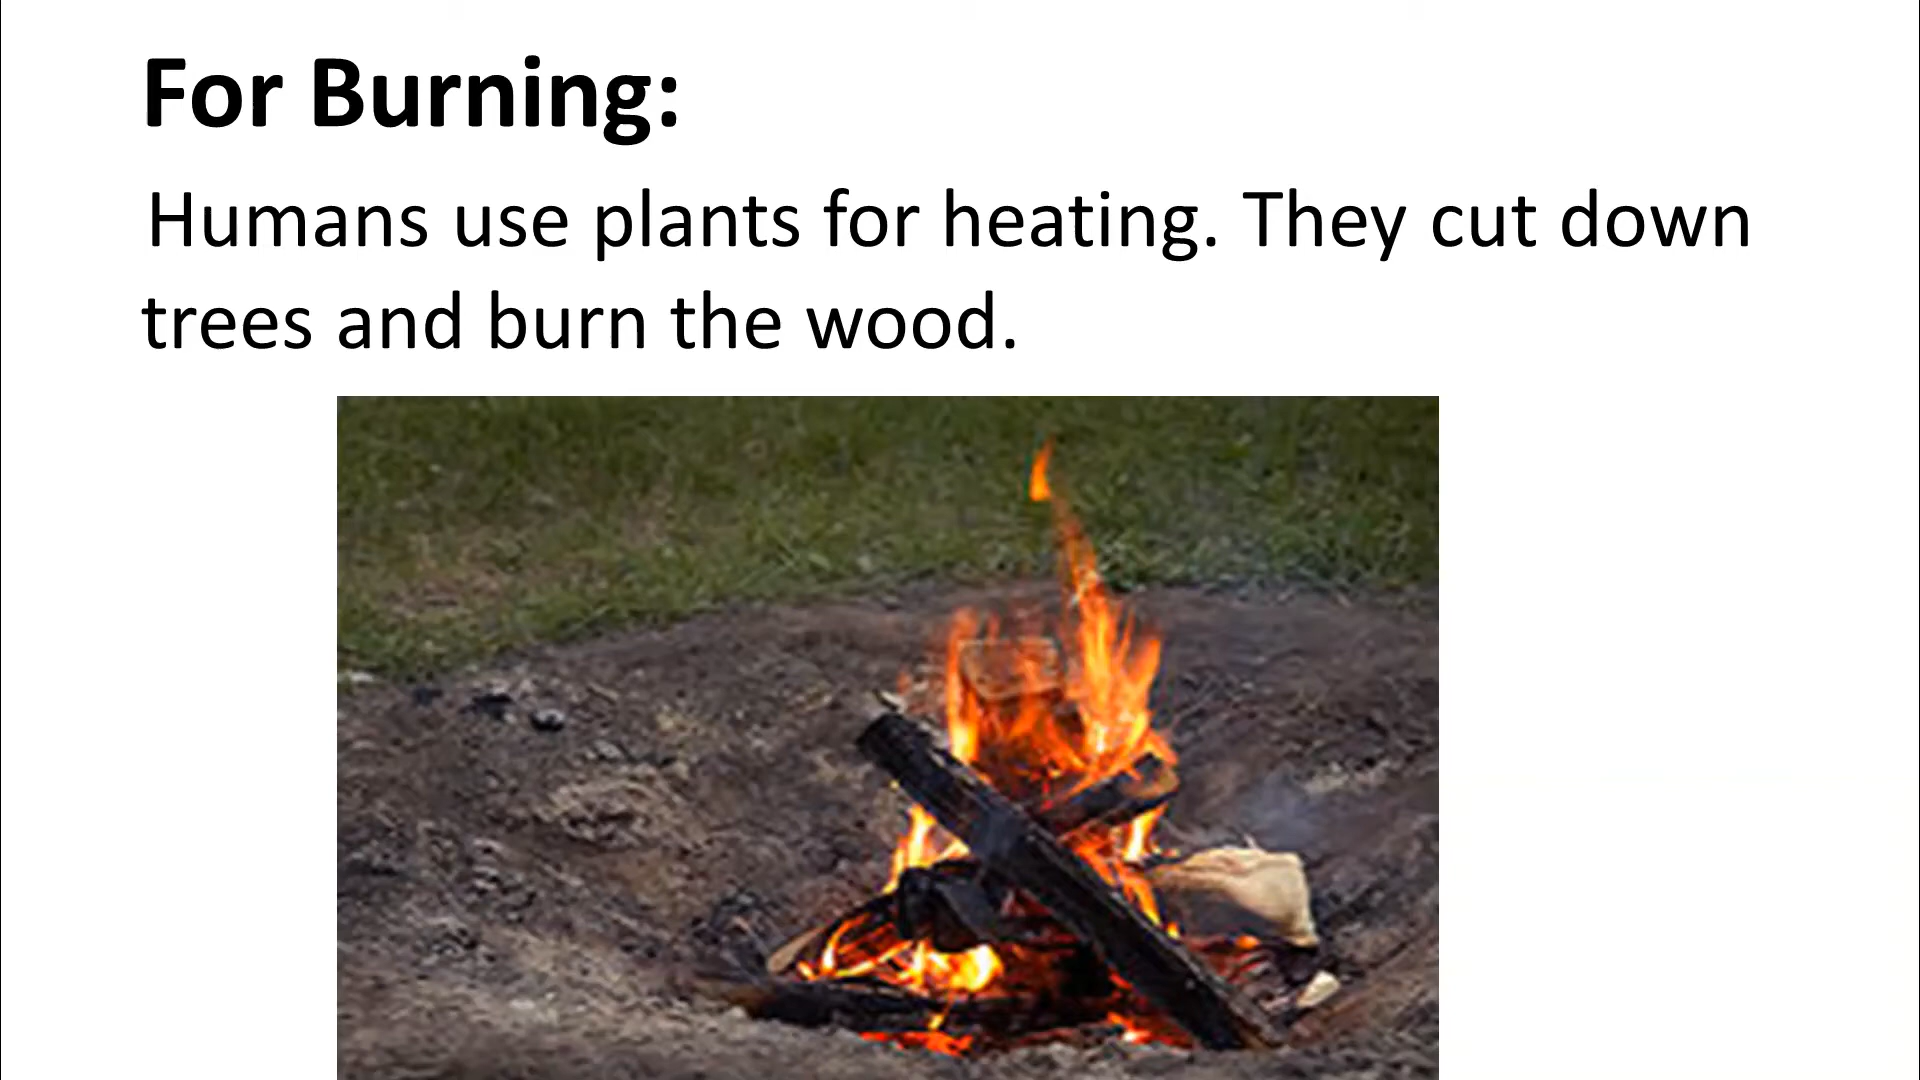 For Burning:
Humans use plants for heating. They cut down
trees and burn the wood.